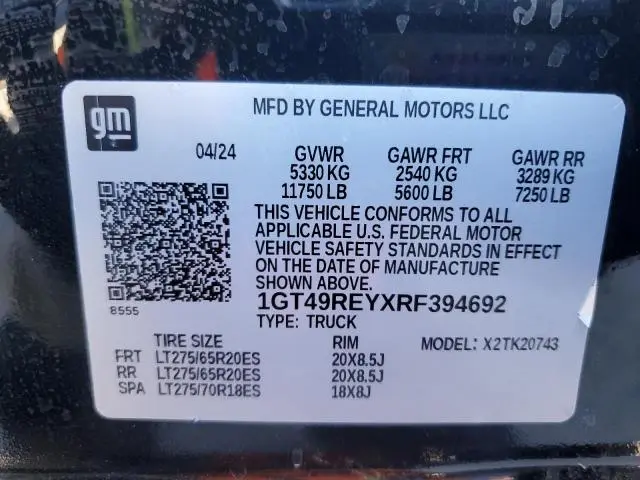 gm
MFD BY GENERAL MOTORS LLC
04/24 GVWR GAWR FRT GAWR RR
5330 KG 2540 KG 3289 KG
11750 LB 5600 LB 7250 LB
THIS VEHICLE CONFORMS TO ALL
APPLICABLE U.S. FEDERAL MOTOR
VEHICLE SAFETY STANDARDS IN EFFECT
ON THE DATE OF MANUFACTURE
SHOWN ABOVE.
8555
1GT49REYXRF394692
TYPE: TRUCK
TIRE SIZE RIM MODEL: X2TK20743
FRT LT275/65R20ES 20X8.5J
RR LT275/65R20ES 20X8.5J
SPA LT275/70R18ES 18X8J